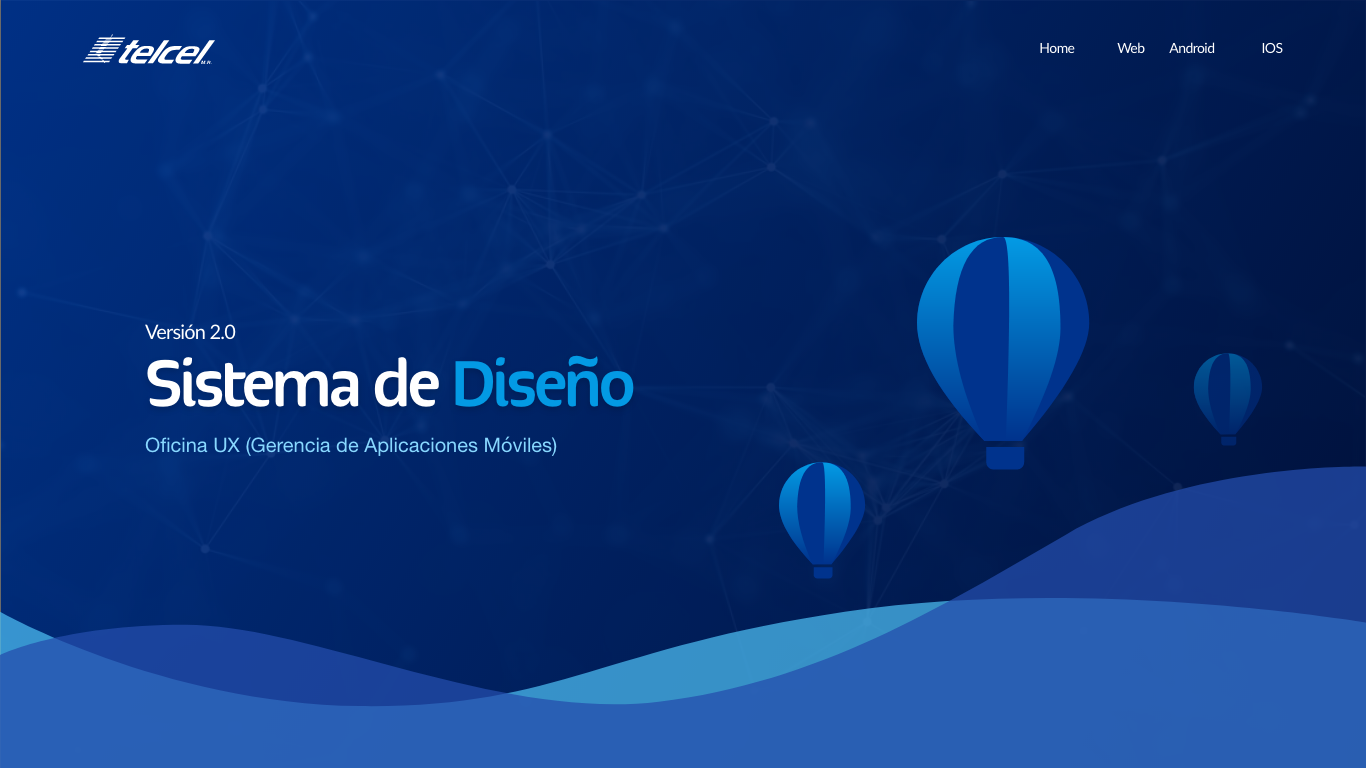 telcel M.R.
Home Web Android IOS
Versión 2.0
Sistema de Diseño
Oficina UX (Gerencia de Aplicaciones Móviles)